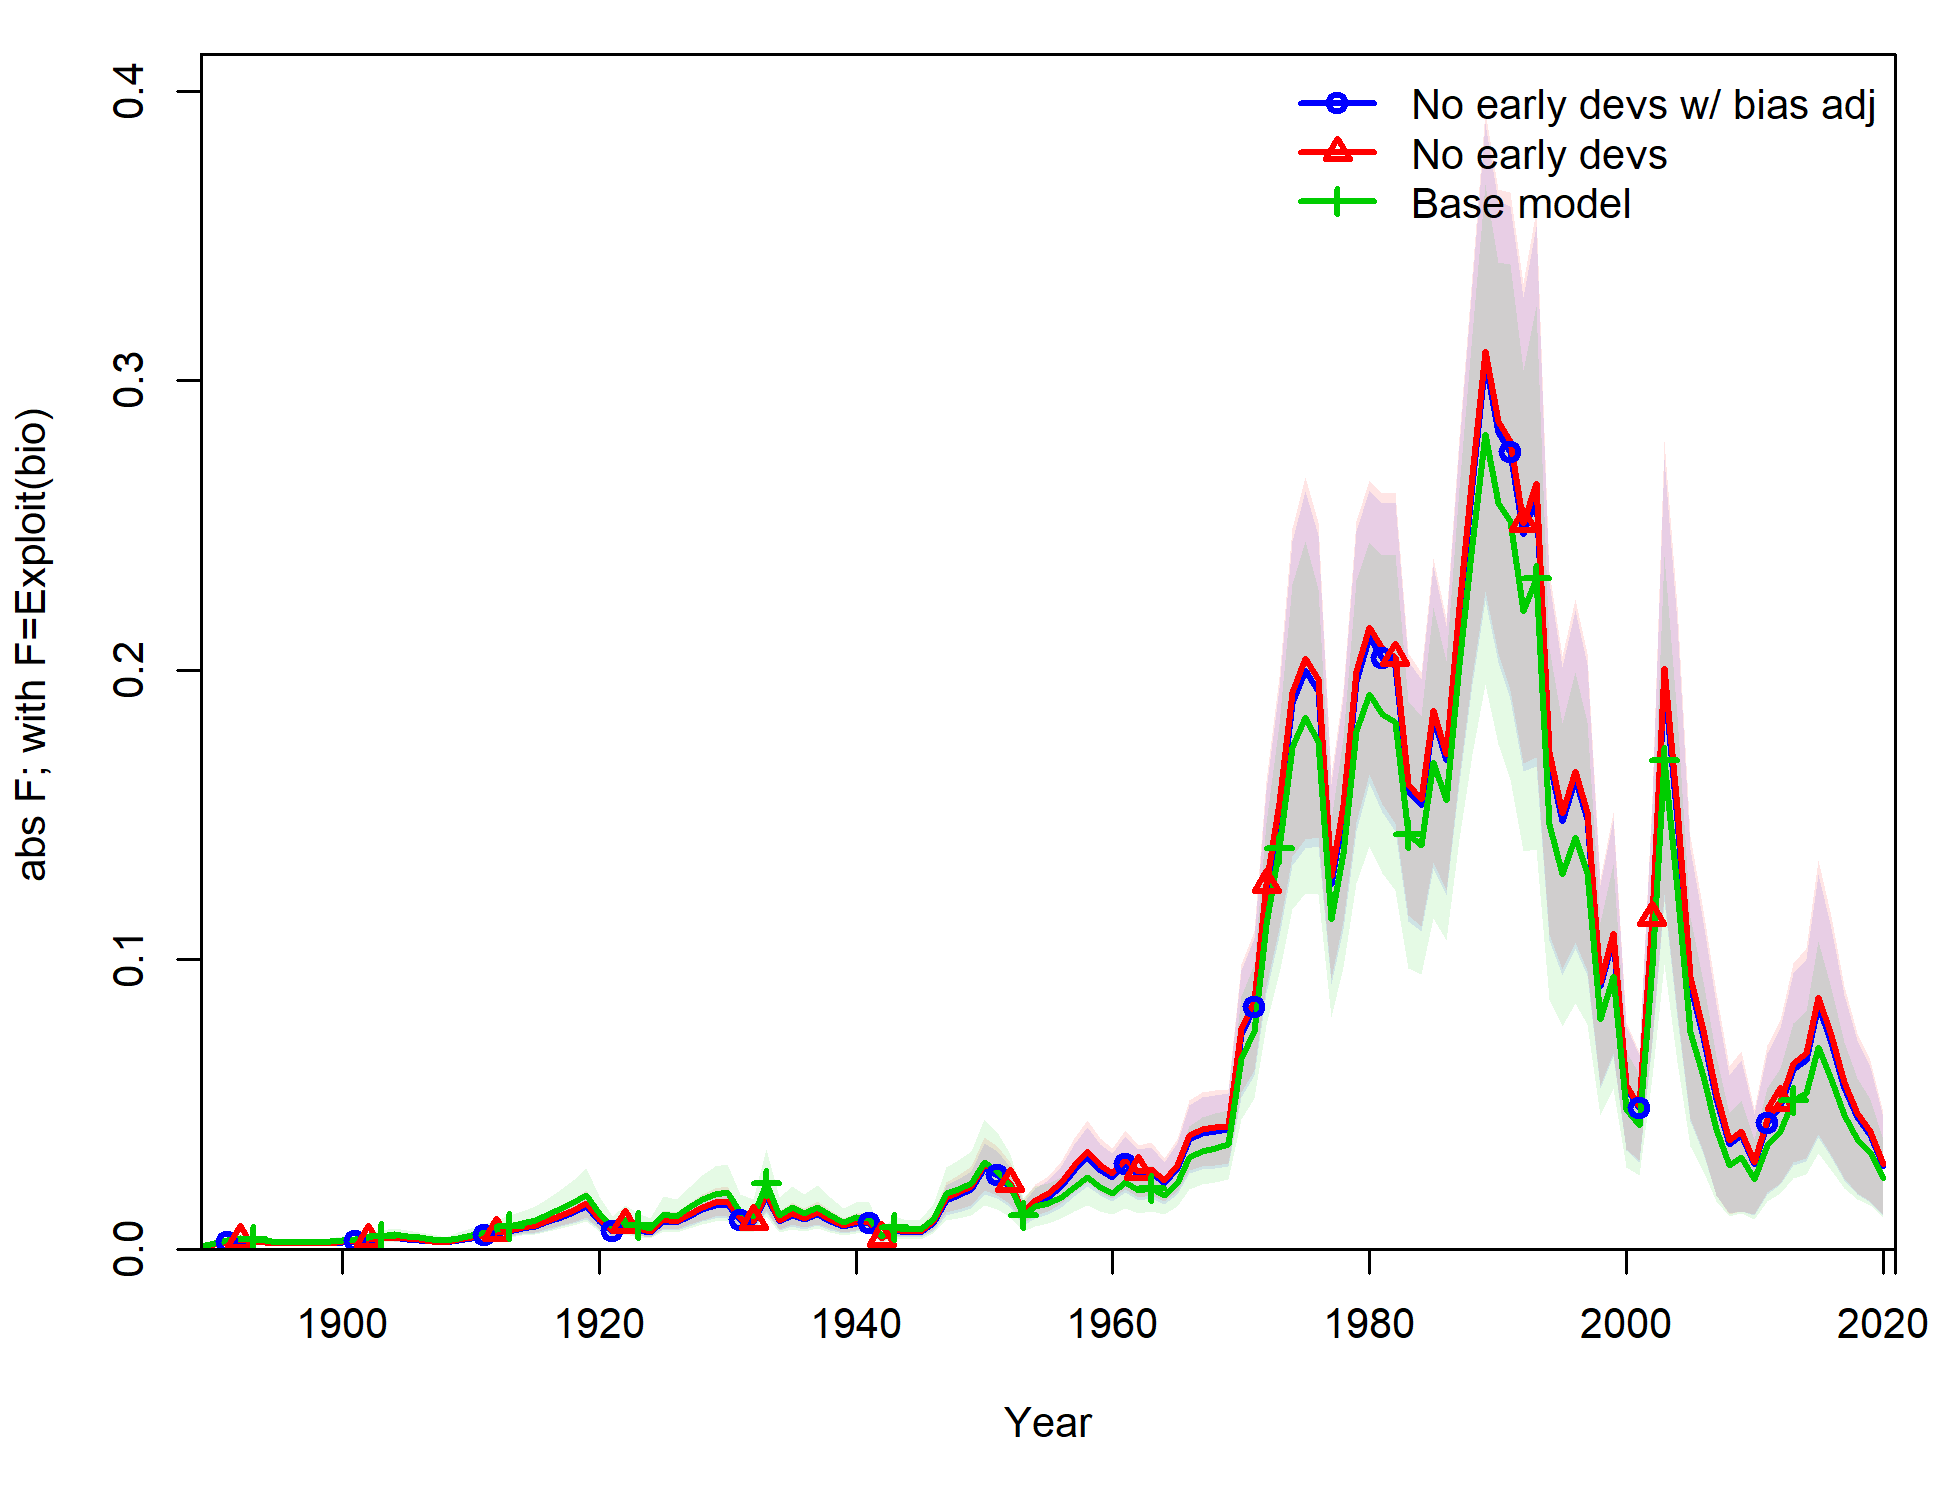 No early devs w/ bias adj
No early devs
Base model
abs F; with F=Exploit(bio)
0.4
0.3
0.2
0.1
0.0
1900 1920 1940 1960 1980 2000 2020
Year